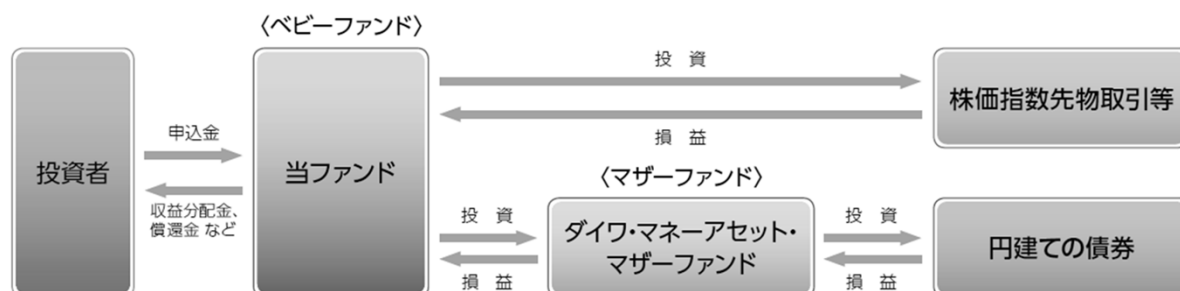 〈ベビーファンド〉
投資者
申込金
収益分配金、
償還金 など
当ファンド
投 資
損 益
株価指数先物取引等
〈マザーファンド〉
投 資
損 益
ダイワ・マネーアセット・
マザーファンド
投 資
損 益
円建ての債券